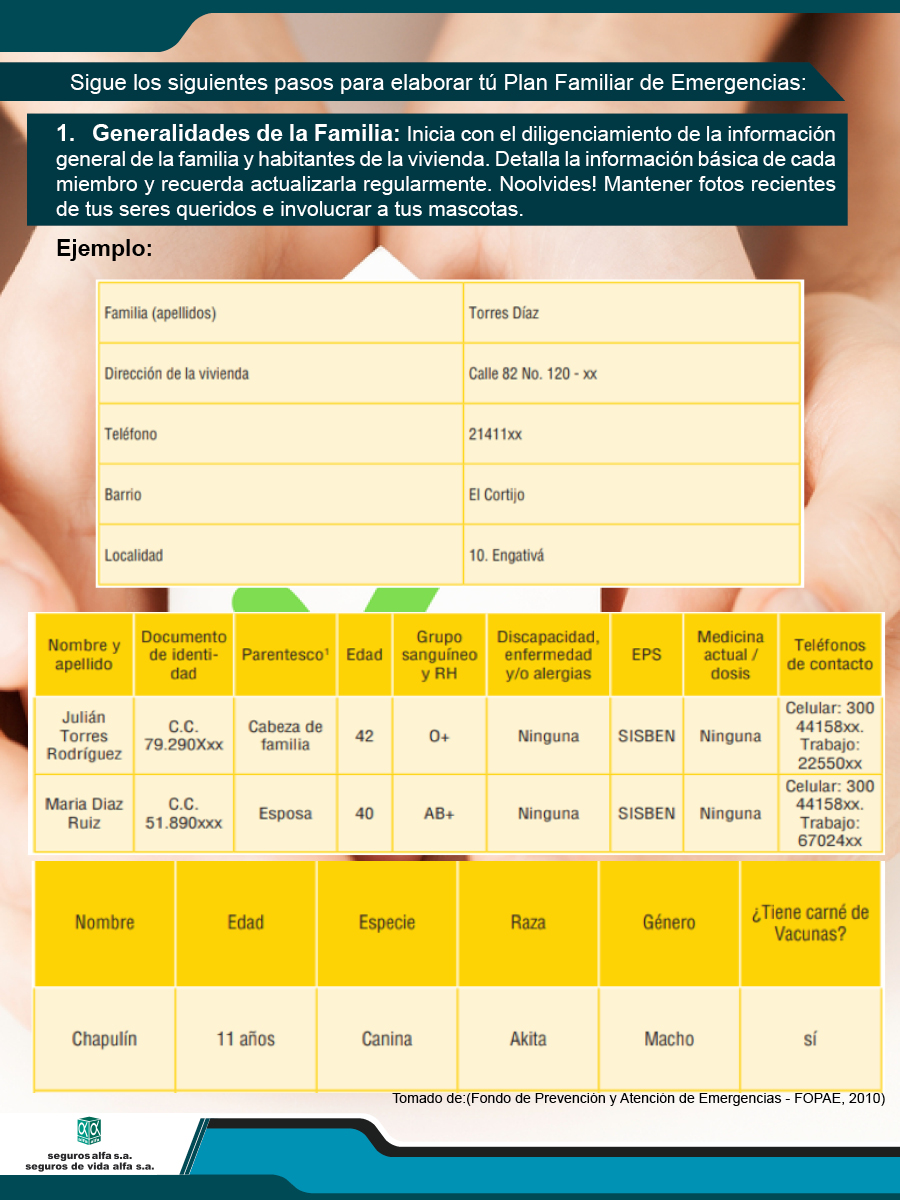 Sigue los siguientes pasos para elaborar tú Plan Familiar de Emergencias:
1. Generalidades de la Familia: Inicia con el diligenciamiento de la información
general de la familia y habitantes de la vivienda. Detalla la información básica de cada
miembro y recuerda actualizarla regularmente. Noolvides! Mantener fotos recientes
de tus seres queridos e involucrar a tus mascotas.
Ejemplo:
Familia (apellidos) Torres Díaz
Dirección de la vivienda Calle 82 No. 120 - xx
Teléfono 21411xx
Barrio El Cortijo
Localidad 10. Engativá
Nombre y
apellido
Documento
de identi-
dad
Parentesco¹
Edad
Grupo
sanguíneo
y RH
Discapacidad,
enfermedad
y/o alergias
EPS
Medicina
actual /
dosis
Teléfonos
de contacto
Julián
Torres
Rodríguez
C.C.
79.290Xxx
Cabeza de
familia
42
O+
Ninguna
SISBEN
Ninguna
Celular: 300
44158xx.
Trabajo:
22550xx
Maria Diaz
Ruiz
C.C.
51.890xxx
Esposa
40
AB+
Ninguna
SISBEN
Ninguna
Celular: 300
44158xx.
Trabajo:
67024xx
Nombre
Edad
Especie
Raza
Género
¿Tiene carné de
Vacunas?
Chapulín
11 años
Canina
Akita
Macho
sí
Tomado de:(Fondo de Prevención y Atención de Emergencias - FOPAE, 2010)
seguros alfa s.a.
seguros de vida alfa s.a.